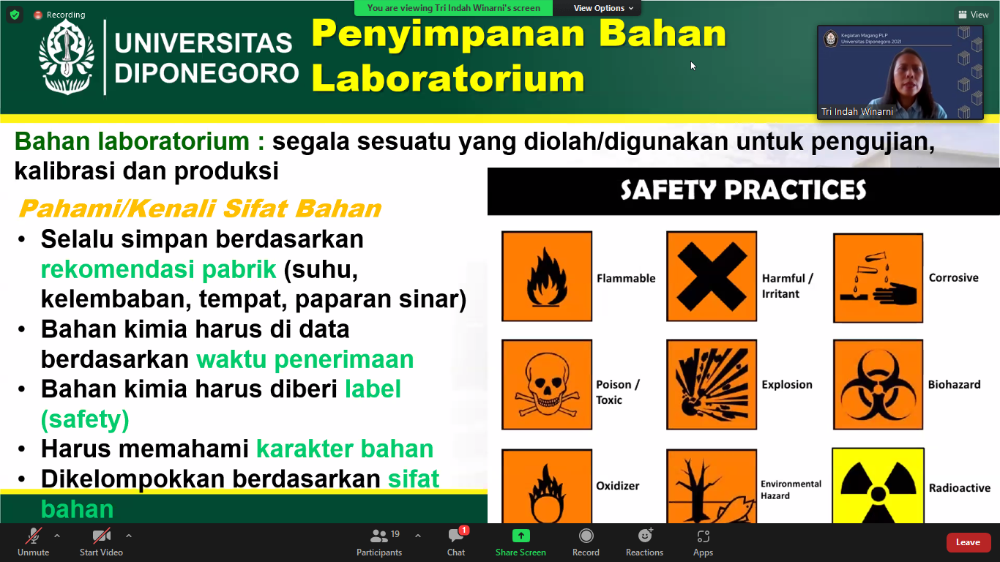 You are viewing Tri Indah Winarni's screen
View Options
Recording
View
UNIVERSITAS
DIPONEGORO
Penyimpanan Bahan
Laboratorium
Kegiatan Magang PLP
Universitas Diponegoro 2021
Tri Indah Winarni
Bahan laboratorium : segala sesuatu yang diolah/digunakan untuk pengujian,
kalibrasi dan produksi
Pahami/Kenali Sifat Bahan
• Selalu simpan berdasarkan
rekomendasi pabrik (suhu,
kelembaban, tempat, paparan sinar)
• Bahan kimia harus di data
berdasarkan waktu penerimaan
• Bahan kimia harus diberi label
(safety)
• Harus memahami karakter bahan
• Dikelompokkan berdasarkan sifat
bahan
SAFETY PRACTICES
Flammable
Harmful /
Irritant
Corrosive
Poison /
Toxic
Explosion
Biohazard
Oxidizer
Environmental
Hazard
Radioactive
Unmute
Start Video
19
Participants
1
Chat
Share Screen
Record
Reactions
Apps
Leave